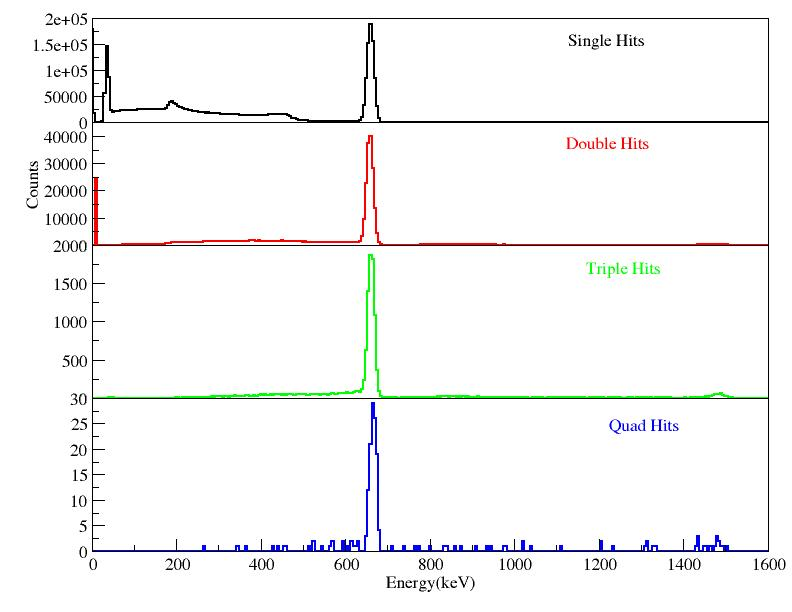 2e+05
Single Hits
1.5e+05
1e+05
50000
0
40000
Double Hits
30000
Counts
20000
10000
2000
Triple Hits
1500
1000
500
30
25
Quad Hits
20
15
10
5
0
0 200 400 600 800 1000 1200 1400 1600
Energy(keV)